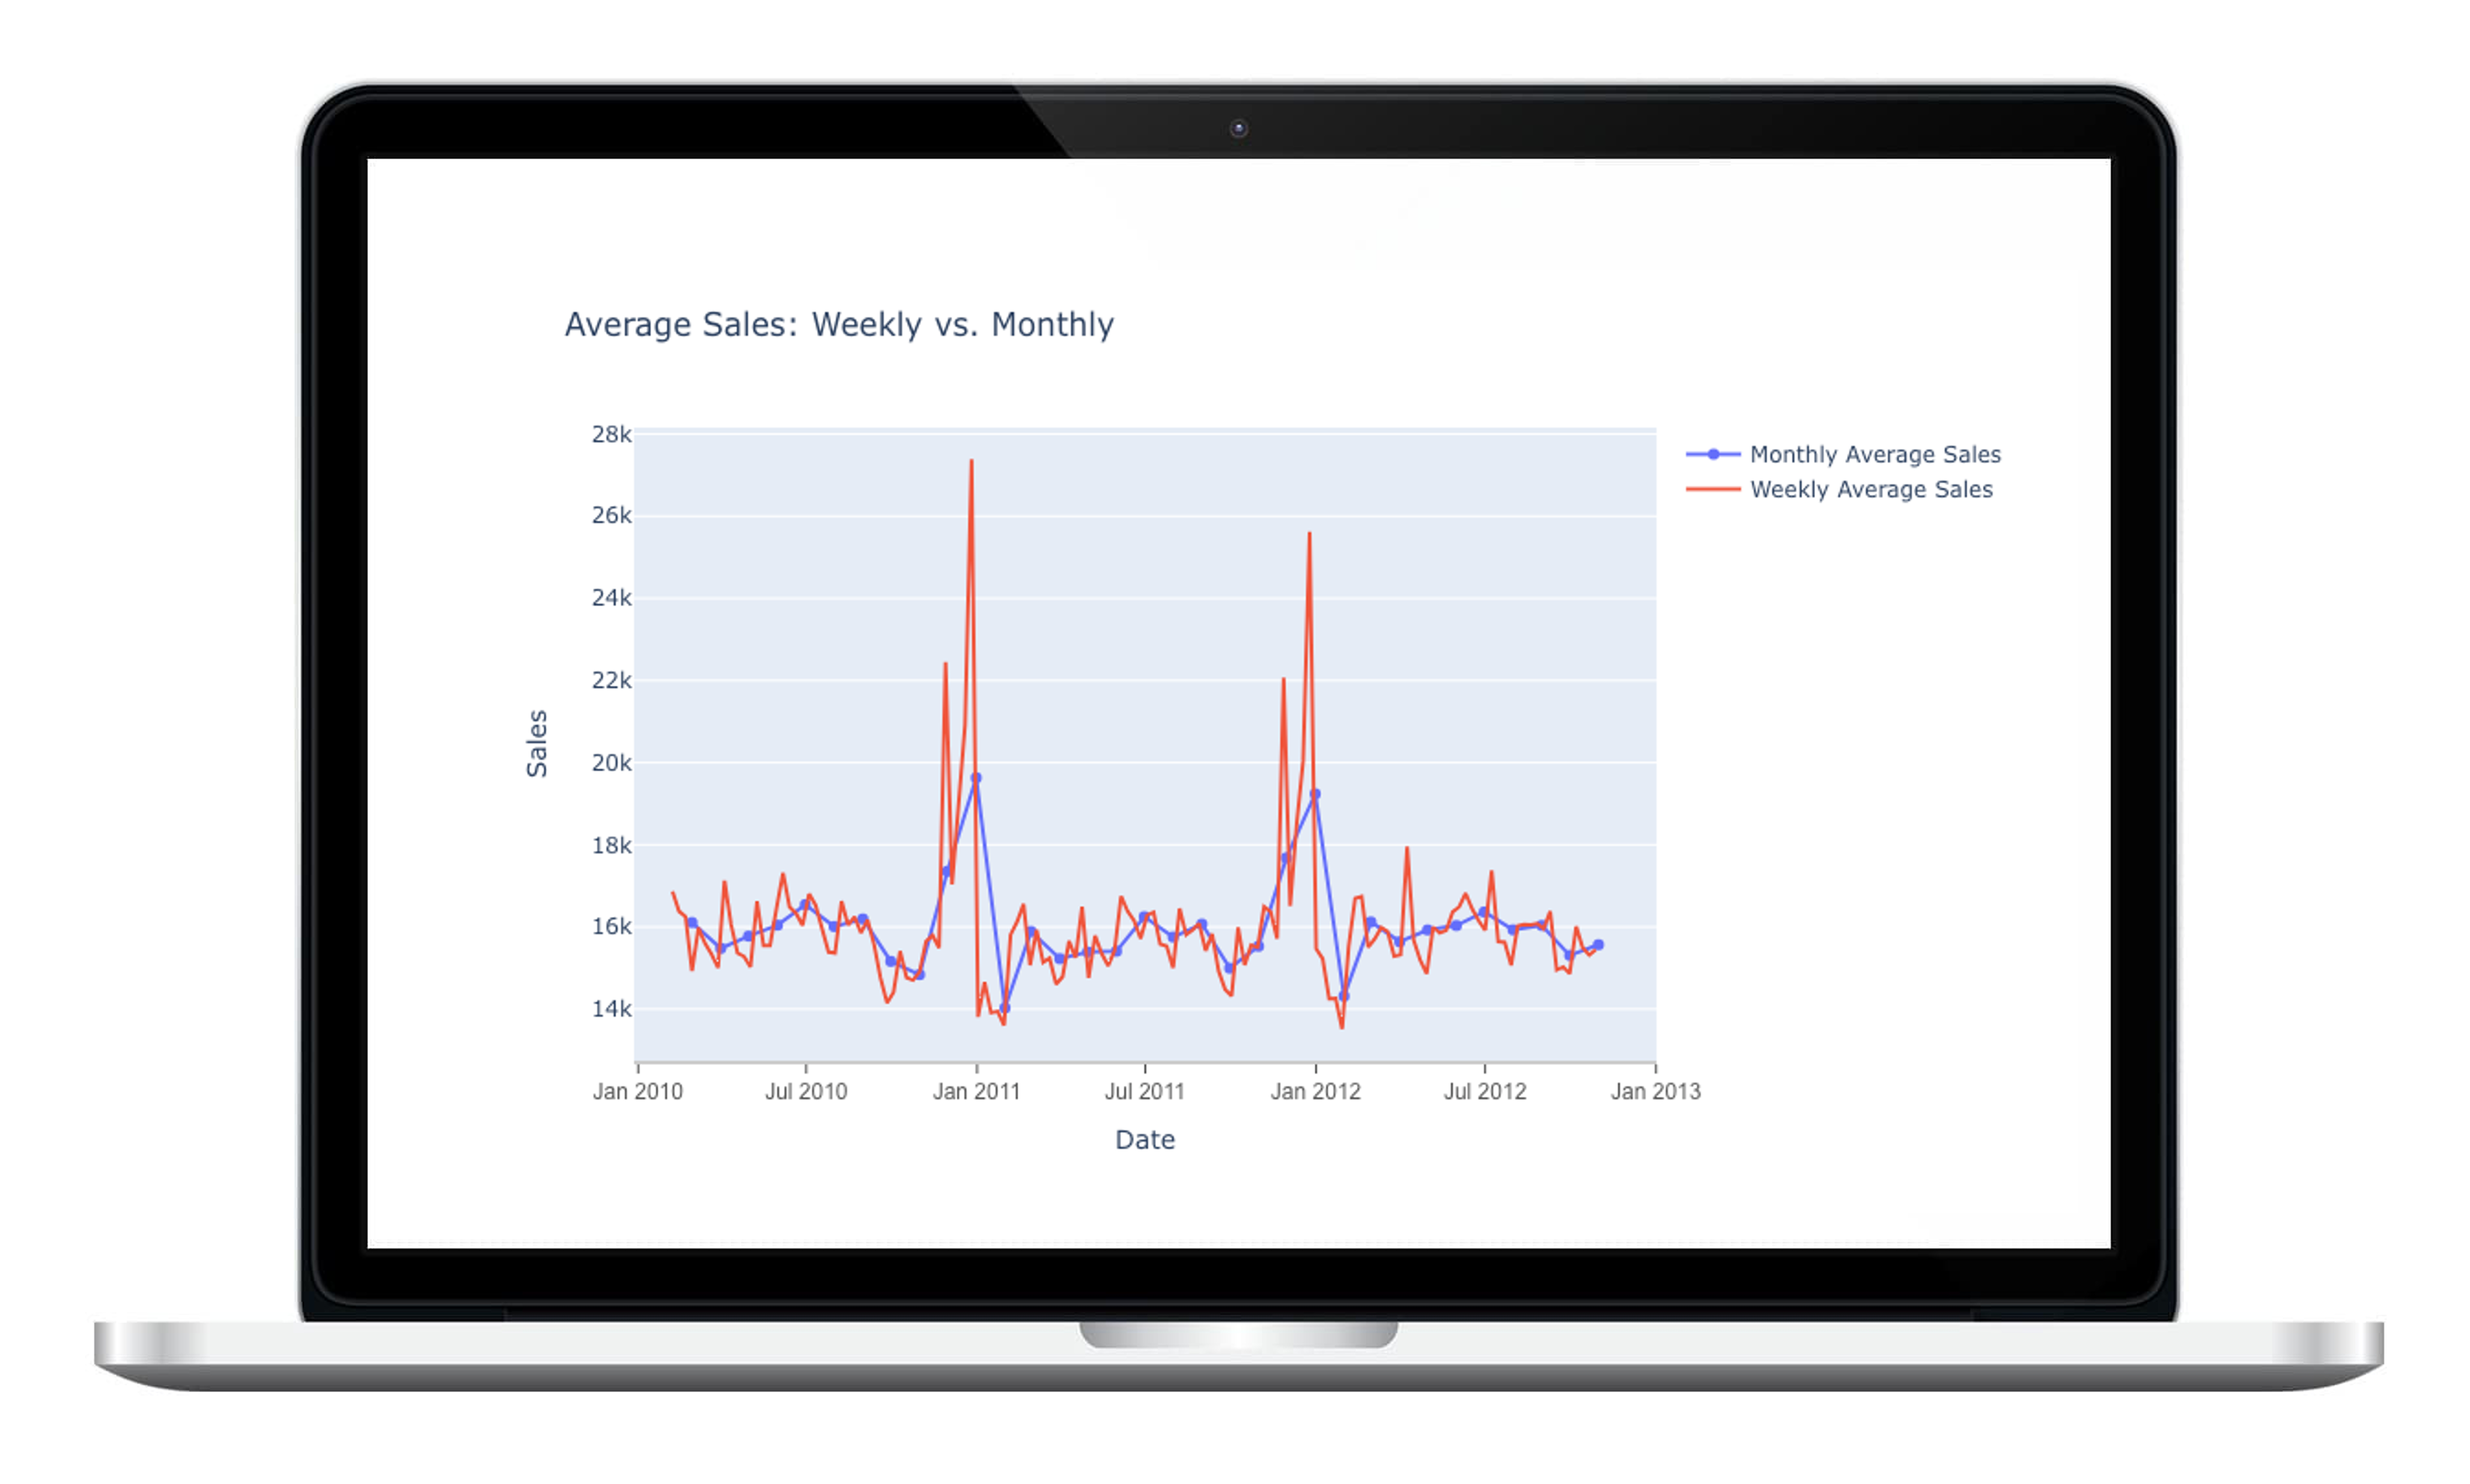 Average Sales: Weekly vs. Monthly
28k
26k
24k
22k
20k
18k
16k
14k
Sales
Jan 2010 Jul 2010 Jan 2011 Jul 2011 Jan 2012 Jul 2012 Jan 2013
Date
Monthly Average Sales
Weekly Average Sales